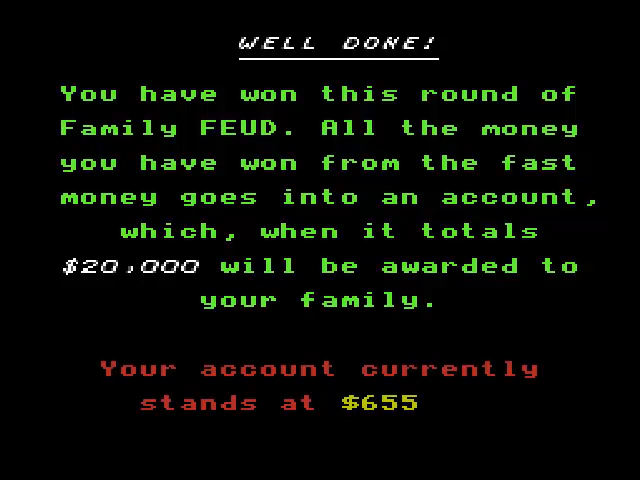 WELL DONE!
You have won this round of
Family FEUD. All the money
you have won from the fast
money goes into an account,
which, when it totals
$20,000 will be awarded to
your family.
Your account currently
stands at $655